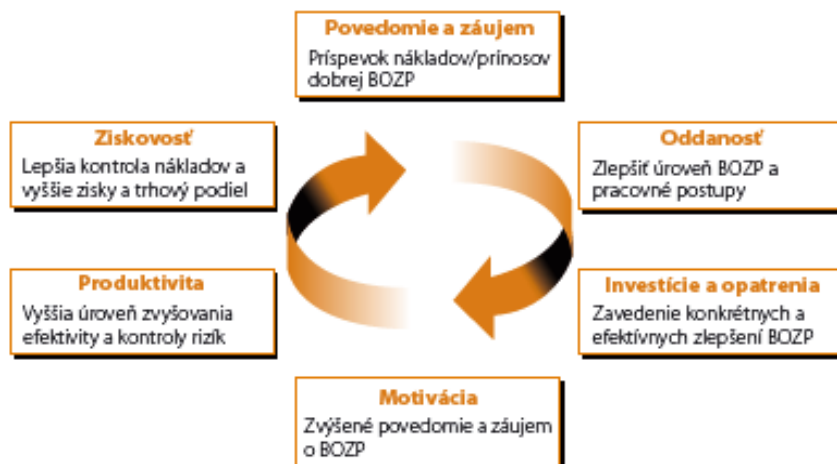 Povedomie a záujem
Príspevok nákladov/prínosov
dobrej BOZP
Ziskovosť
Lepšia kontrola nákladov a
vyššie zisky a trhový podiel
Oddanosť
Zlepšiť úroveň BOZP a
pracovné postupy
Produktivita
Vyššia úroveň zvyšovania
efektivity a kontroly rizík
Investície a opatrenia
Zavedenie konkrétnych a
efektívnych zlepšení BOZP
Motivácia
Zvýšené povedomie a záujem
o BOZP